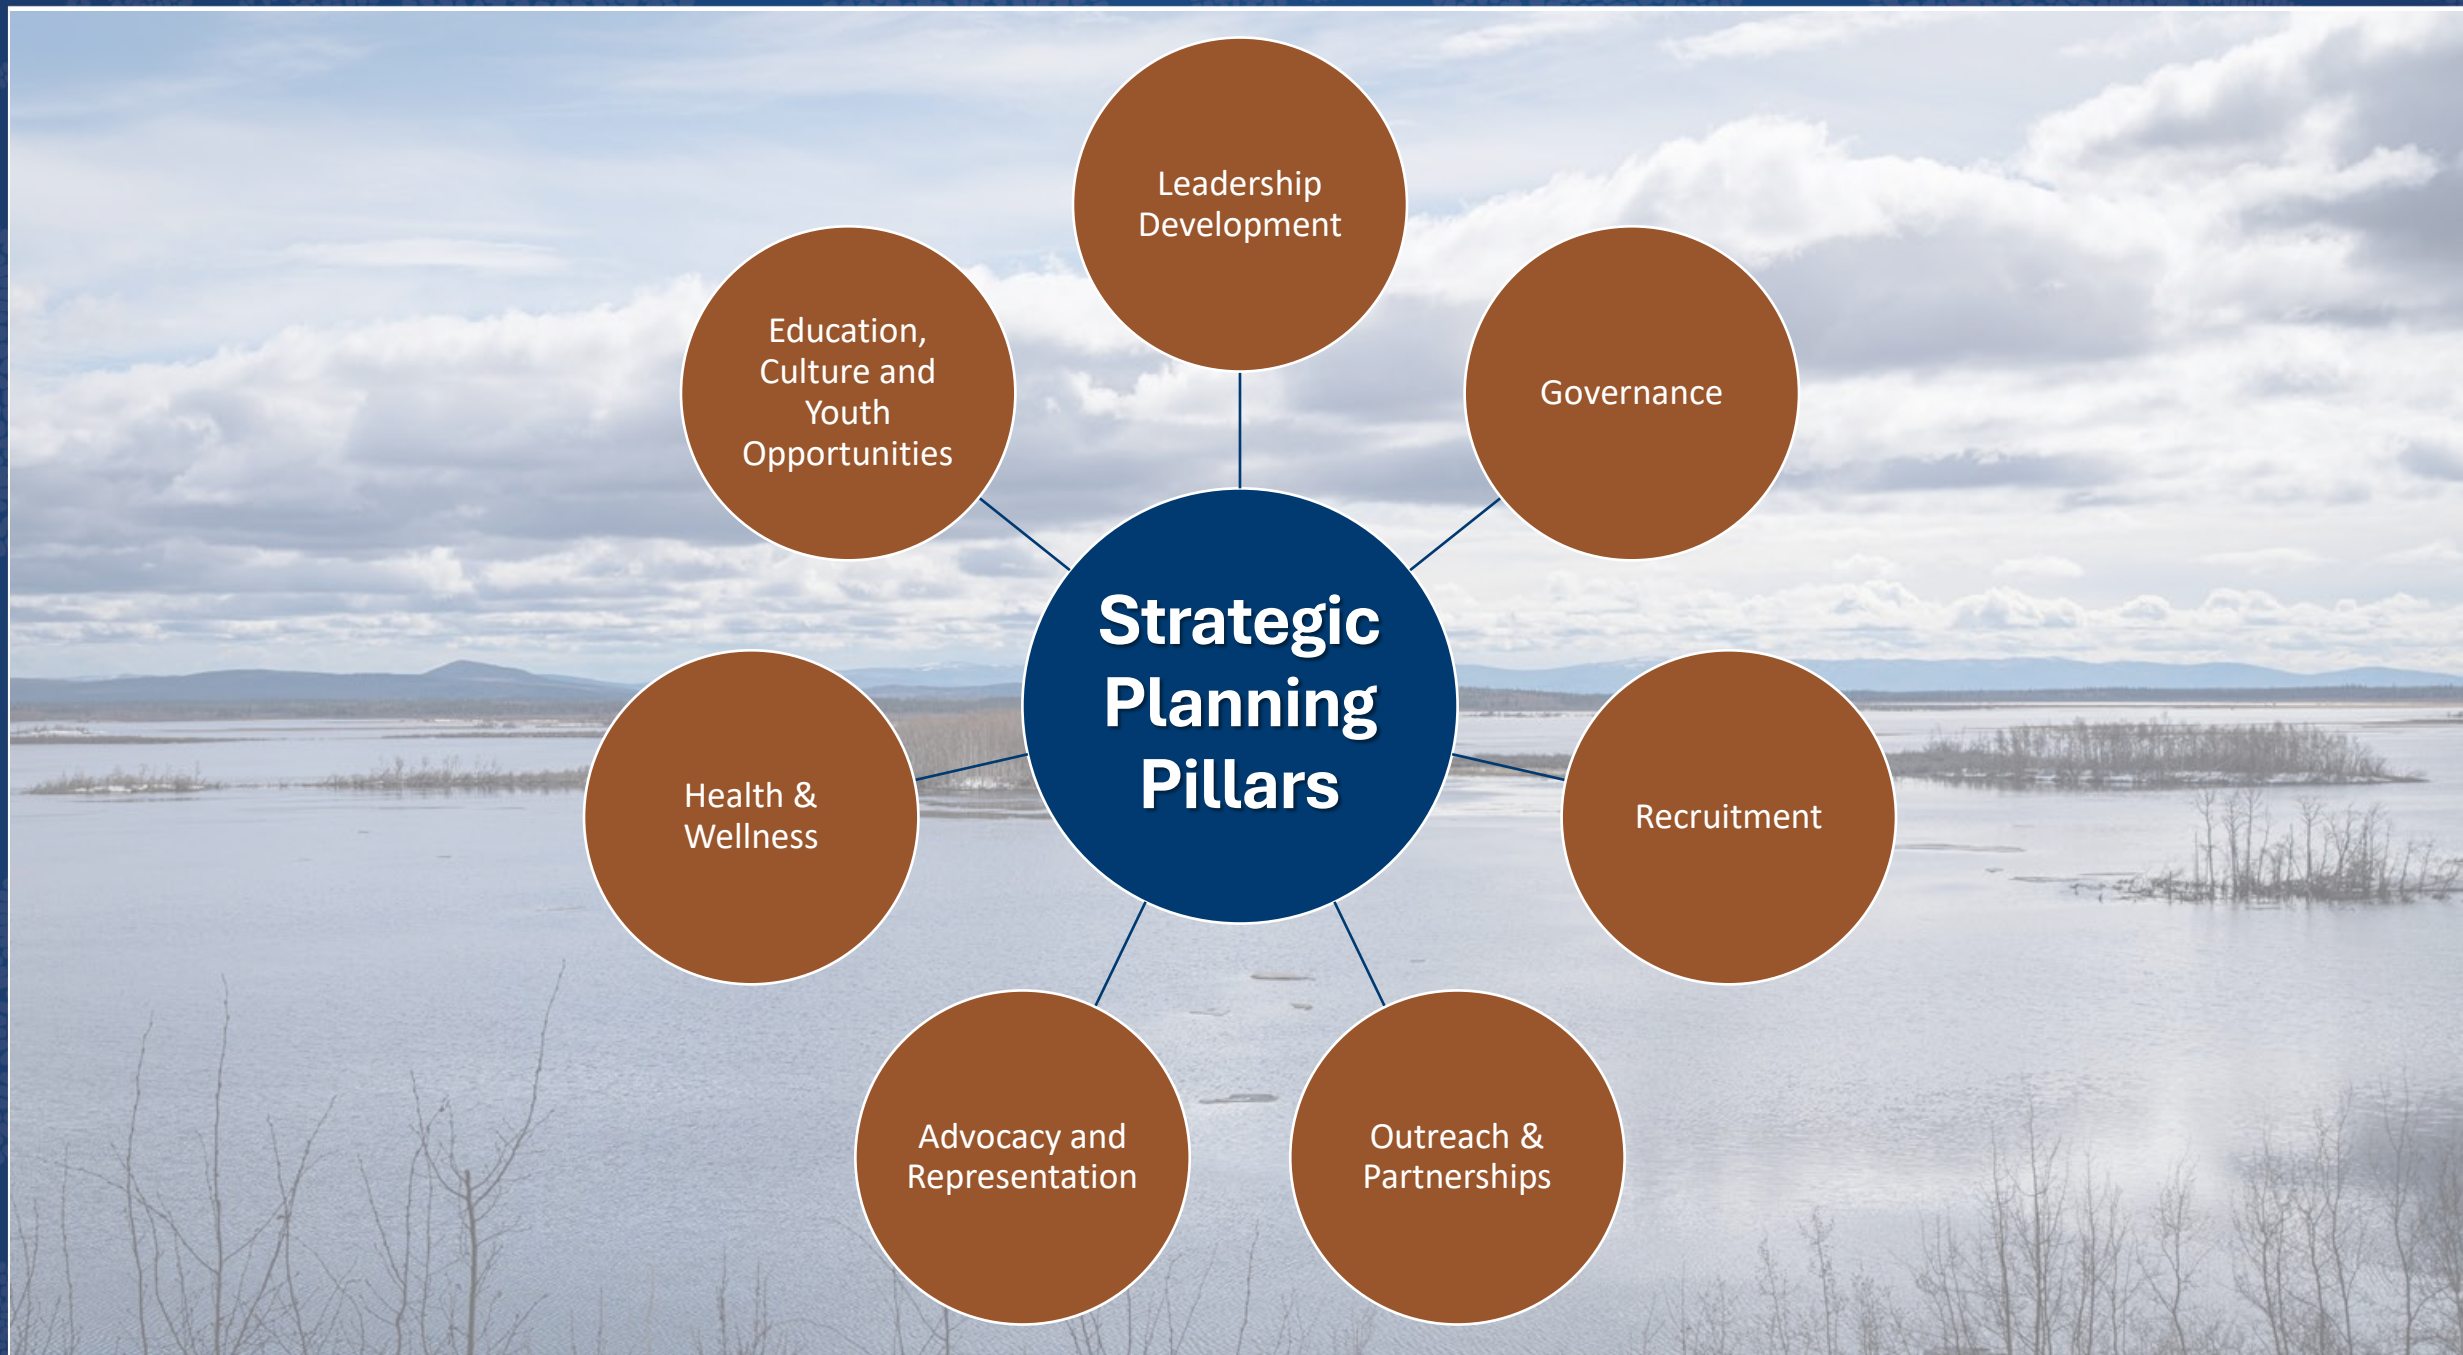 Leadership
Development
Governance
Recruitment
Outreach &
Partnerships
Advocacy and
Representation
Health &
Wellness
Education,
Culture and
Youth
Opportunities
Strategic
Planning
Pillars